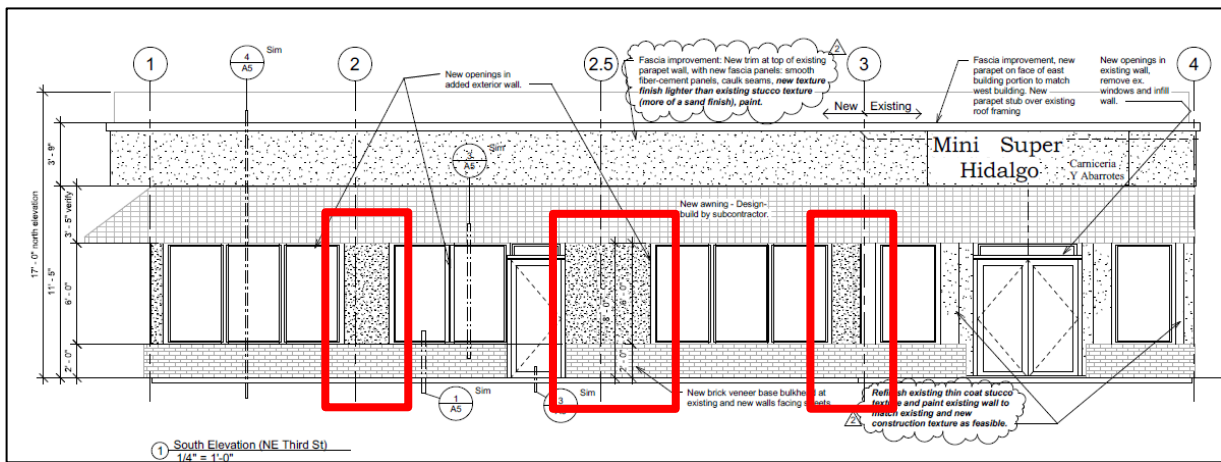 4
A5
Sim
1
2
2.5
3
4
New openings in
added exterior wall.
Fascia improvement: New trim at top of existing
parapet wall, with new fascia panels: smooth
fiber-cement panels, caulk seams, new texture
finish lighter than existing stucco texture
(more of a sand finish), paint.
2
New
Existing
Fascia improvement, new
parapet on face of east
building portion to match
west building. New
parapet stub over existing
roof framing
New openings in
existing wall,
remove ex.
windows and infill
wall.
Mini Super
Hidalgo
Carniceria
Y Abarrotes
3
A5
Sim
New awning - Design-
build by subcontractor.
17' - 0" north elevation
11' - 5"
3' - 9"
3' - 5" verify
6' - 0"
2' - 0"
2' - 0"
1
A5
Sim
3
Sim
New brick veneer base bulkhead at
existing and new walls facing streets
Refinish existing thin coat stucco
texture and paint existing wall to
match existing and new
construction texture as feasible.
2
1
South Elevation (NE Third St)
1/4" = 1'-0"